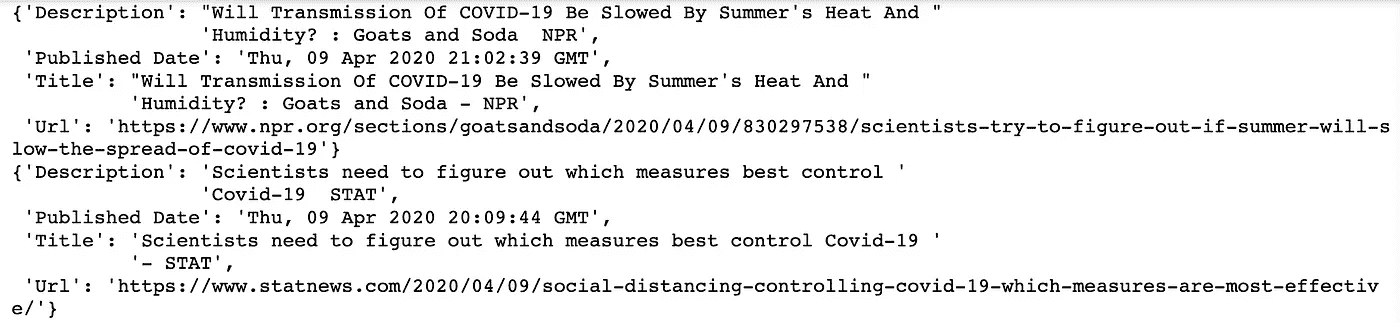 {'Description': "Will Transmission Of COVID-19 Be Slowed By Summer's Heat And "
                'Humidity? : Goats and Soda  NPR',
 'Published Date': 'Thu, 09 Apr 2020 21:02:39 GMT',
 'Title': "Will Transmission Of COVID-19 Be Slowed By Summer's Heat And "
          'Humidity? : Goats and Soda - NPR',
 'Url': 'https://www.npr.org/sections/goatsandsoda/2020/04/09/830297538/scientists-try-to-figure-out-if-summer-will-s
low-the-spread-of-covid-19'}
{'Description': 'Scientists need to figure out which measures best control '
                'Covid-19  STAT',
 'Published Date': 'Thu, 09 Apr 2020 20:09:44 GMT',
 'Title': 'Scientists need to figure out which measures best control Covid-19 '
          '- STAT',
 'Url': 'https://www.statnews.com/2020/04/09/social-distancing-controlling-covid-19-which-measures-are-most-effectiv
e/'}